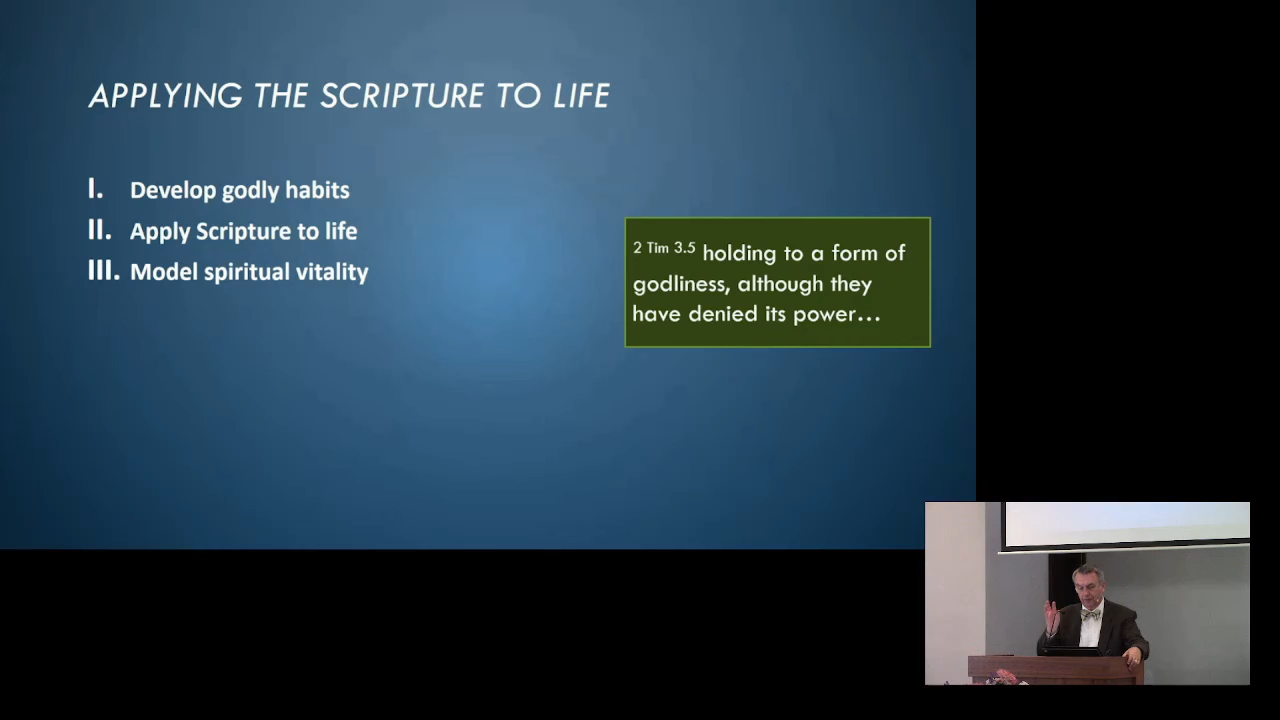 APPLYING THE SCRIPTURE TO LIFE
I. Develop godly habits
II. Apply Scripture to life
III. Model spiritual vitality
2 Tim 3.5 holding to a form of
godliness, although they
have denied its power...